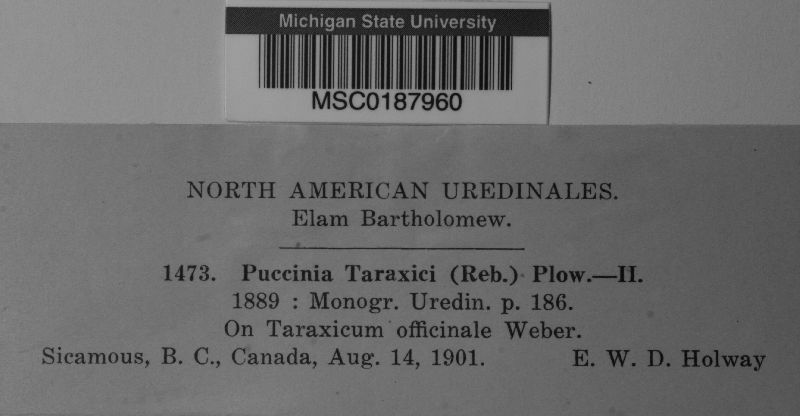 Michigan State University
MSC0187960
NORTH AMERICAN UREDINALES.
Elam Bartholomew.
1473. Puccinia Taraxici (Reb.) Plow.—II.
1889 : Monogr. Uredin. p. 186.
On Taraxicum officinale Weber.
Sicamous, B. C., Canada, Aug. 14, 1901. E. W. D. Holway